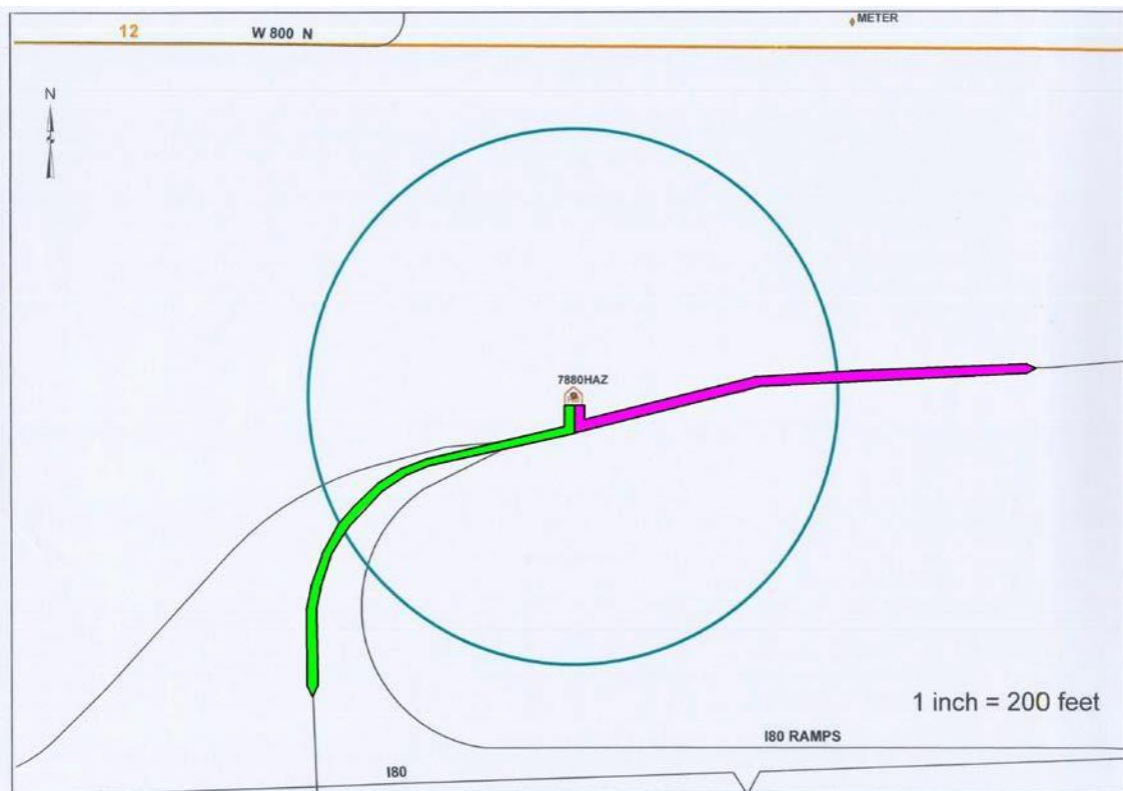 METER
12
W 800 N
N
7880HAZ
1 inch = 200 feet
I80 RAMPS
I80